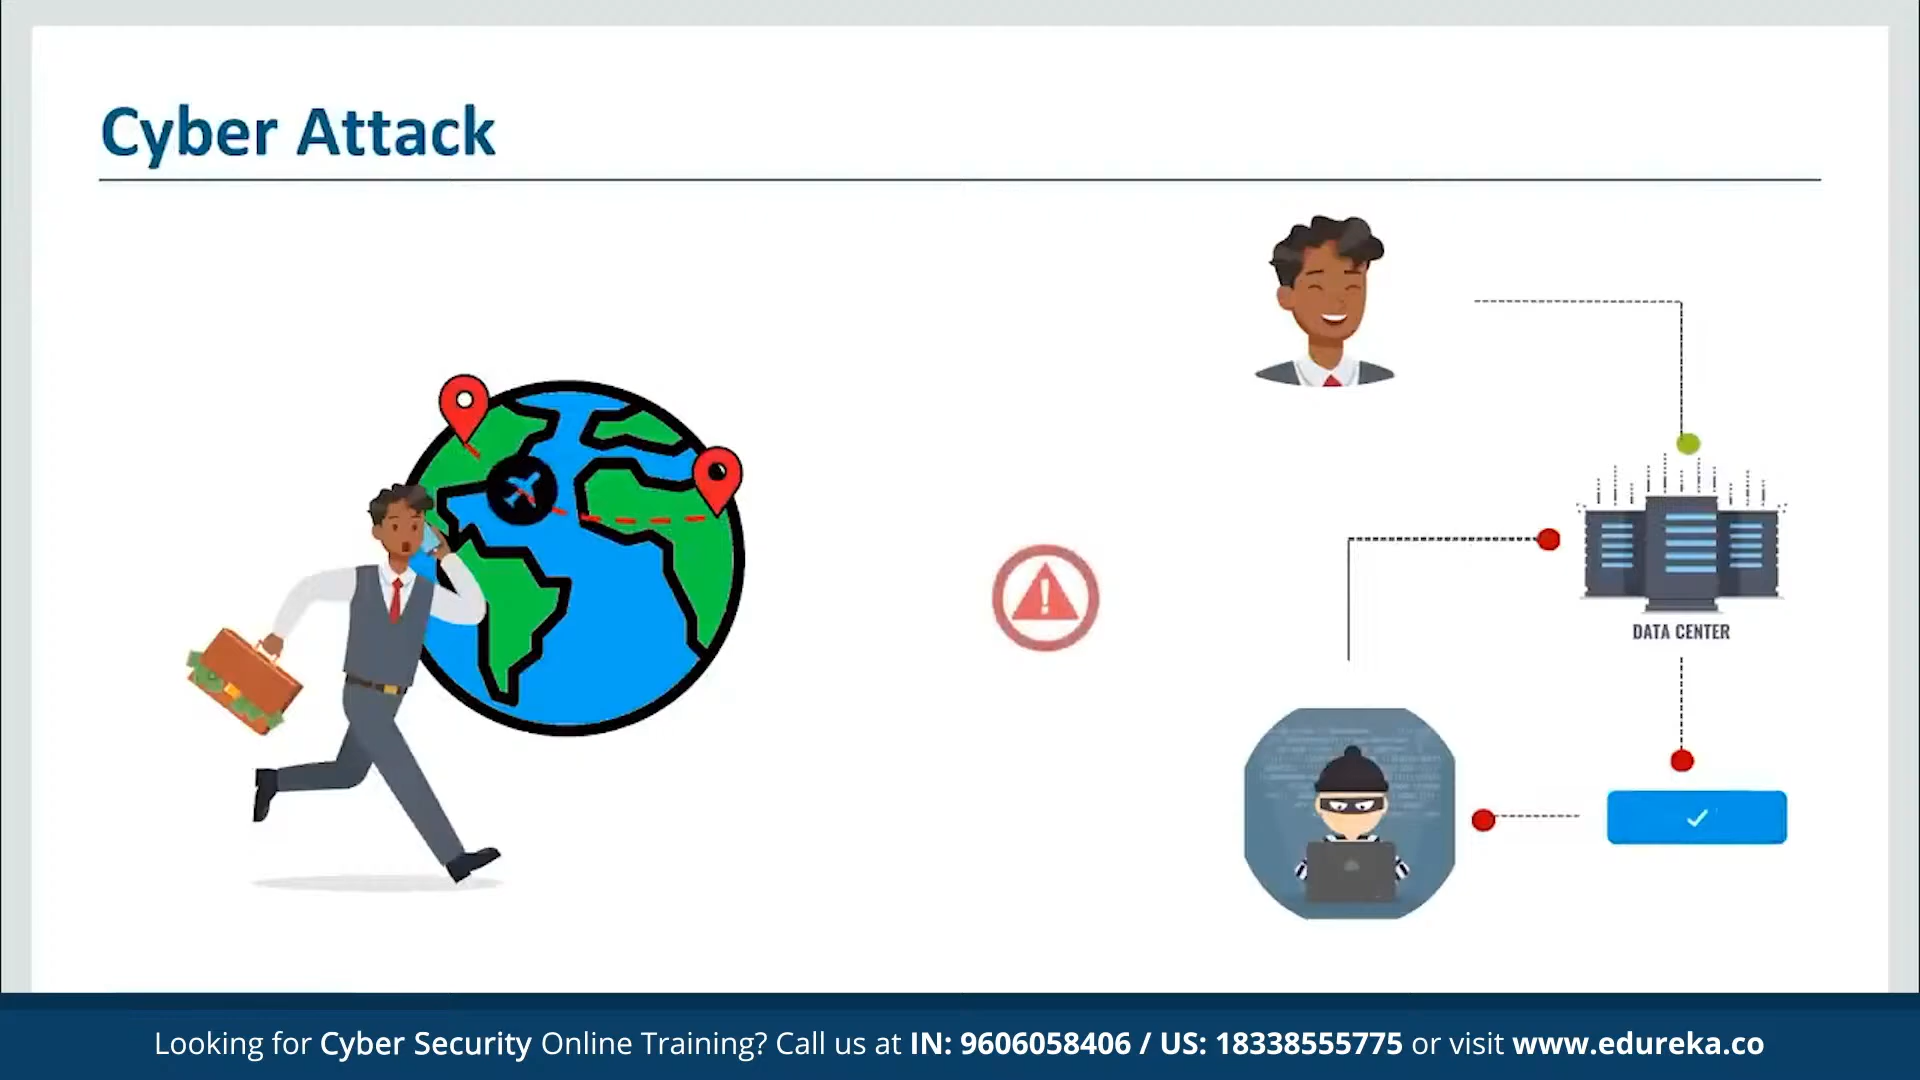 Cyber Attack
DATA CENTER
Looking for Cyber Security Online Training? Call us at IN: 9606058406 / US: 18338555775 or visit www.edureka.co